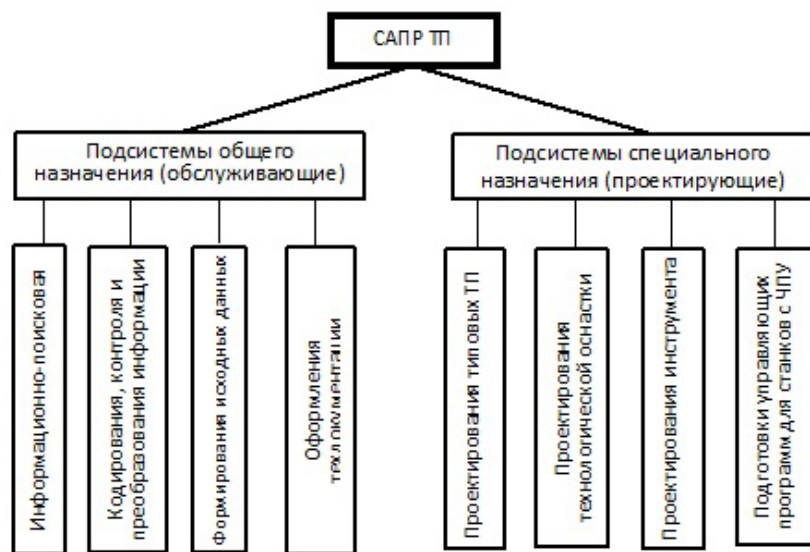 САПР ТП
Подсистемы общего
назначения (обслуживающие)
Подсистемы специального
назначения (проектирующие)
Информационно-поисковая
Кодирования, контроля и
преобразования информации
Формирования исходных данных
Оформления
техдокументации
Проектирования типовых ТП
Проектирования
технологической оснастки
Проектирования инструмента
Подготовки управляющих
программ для станков с ЧПУ